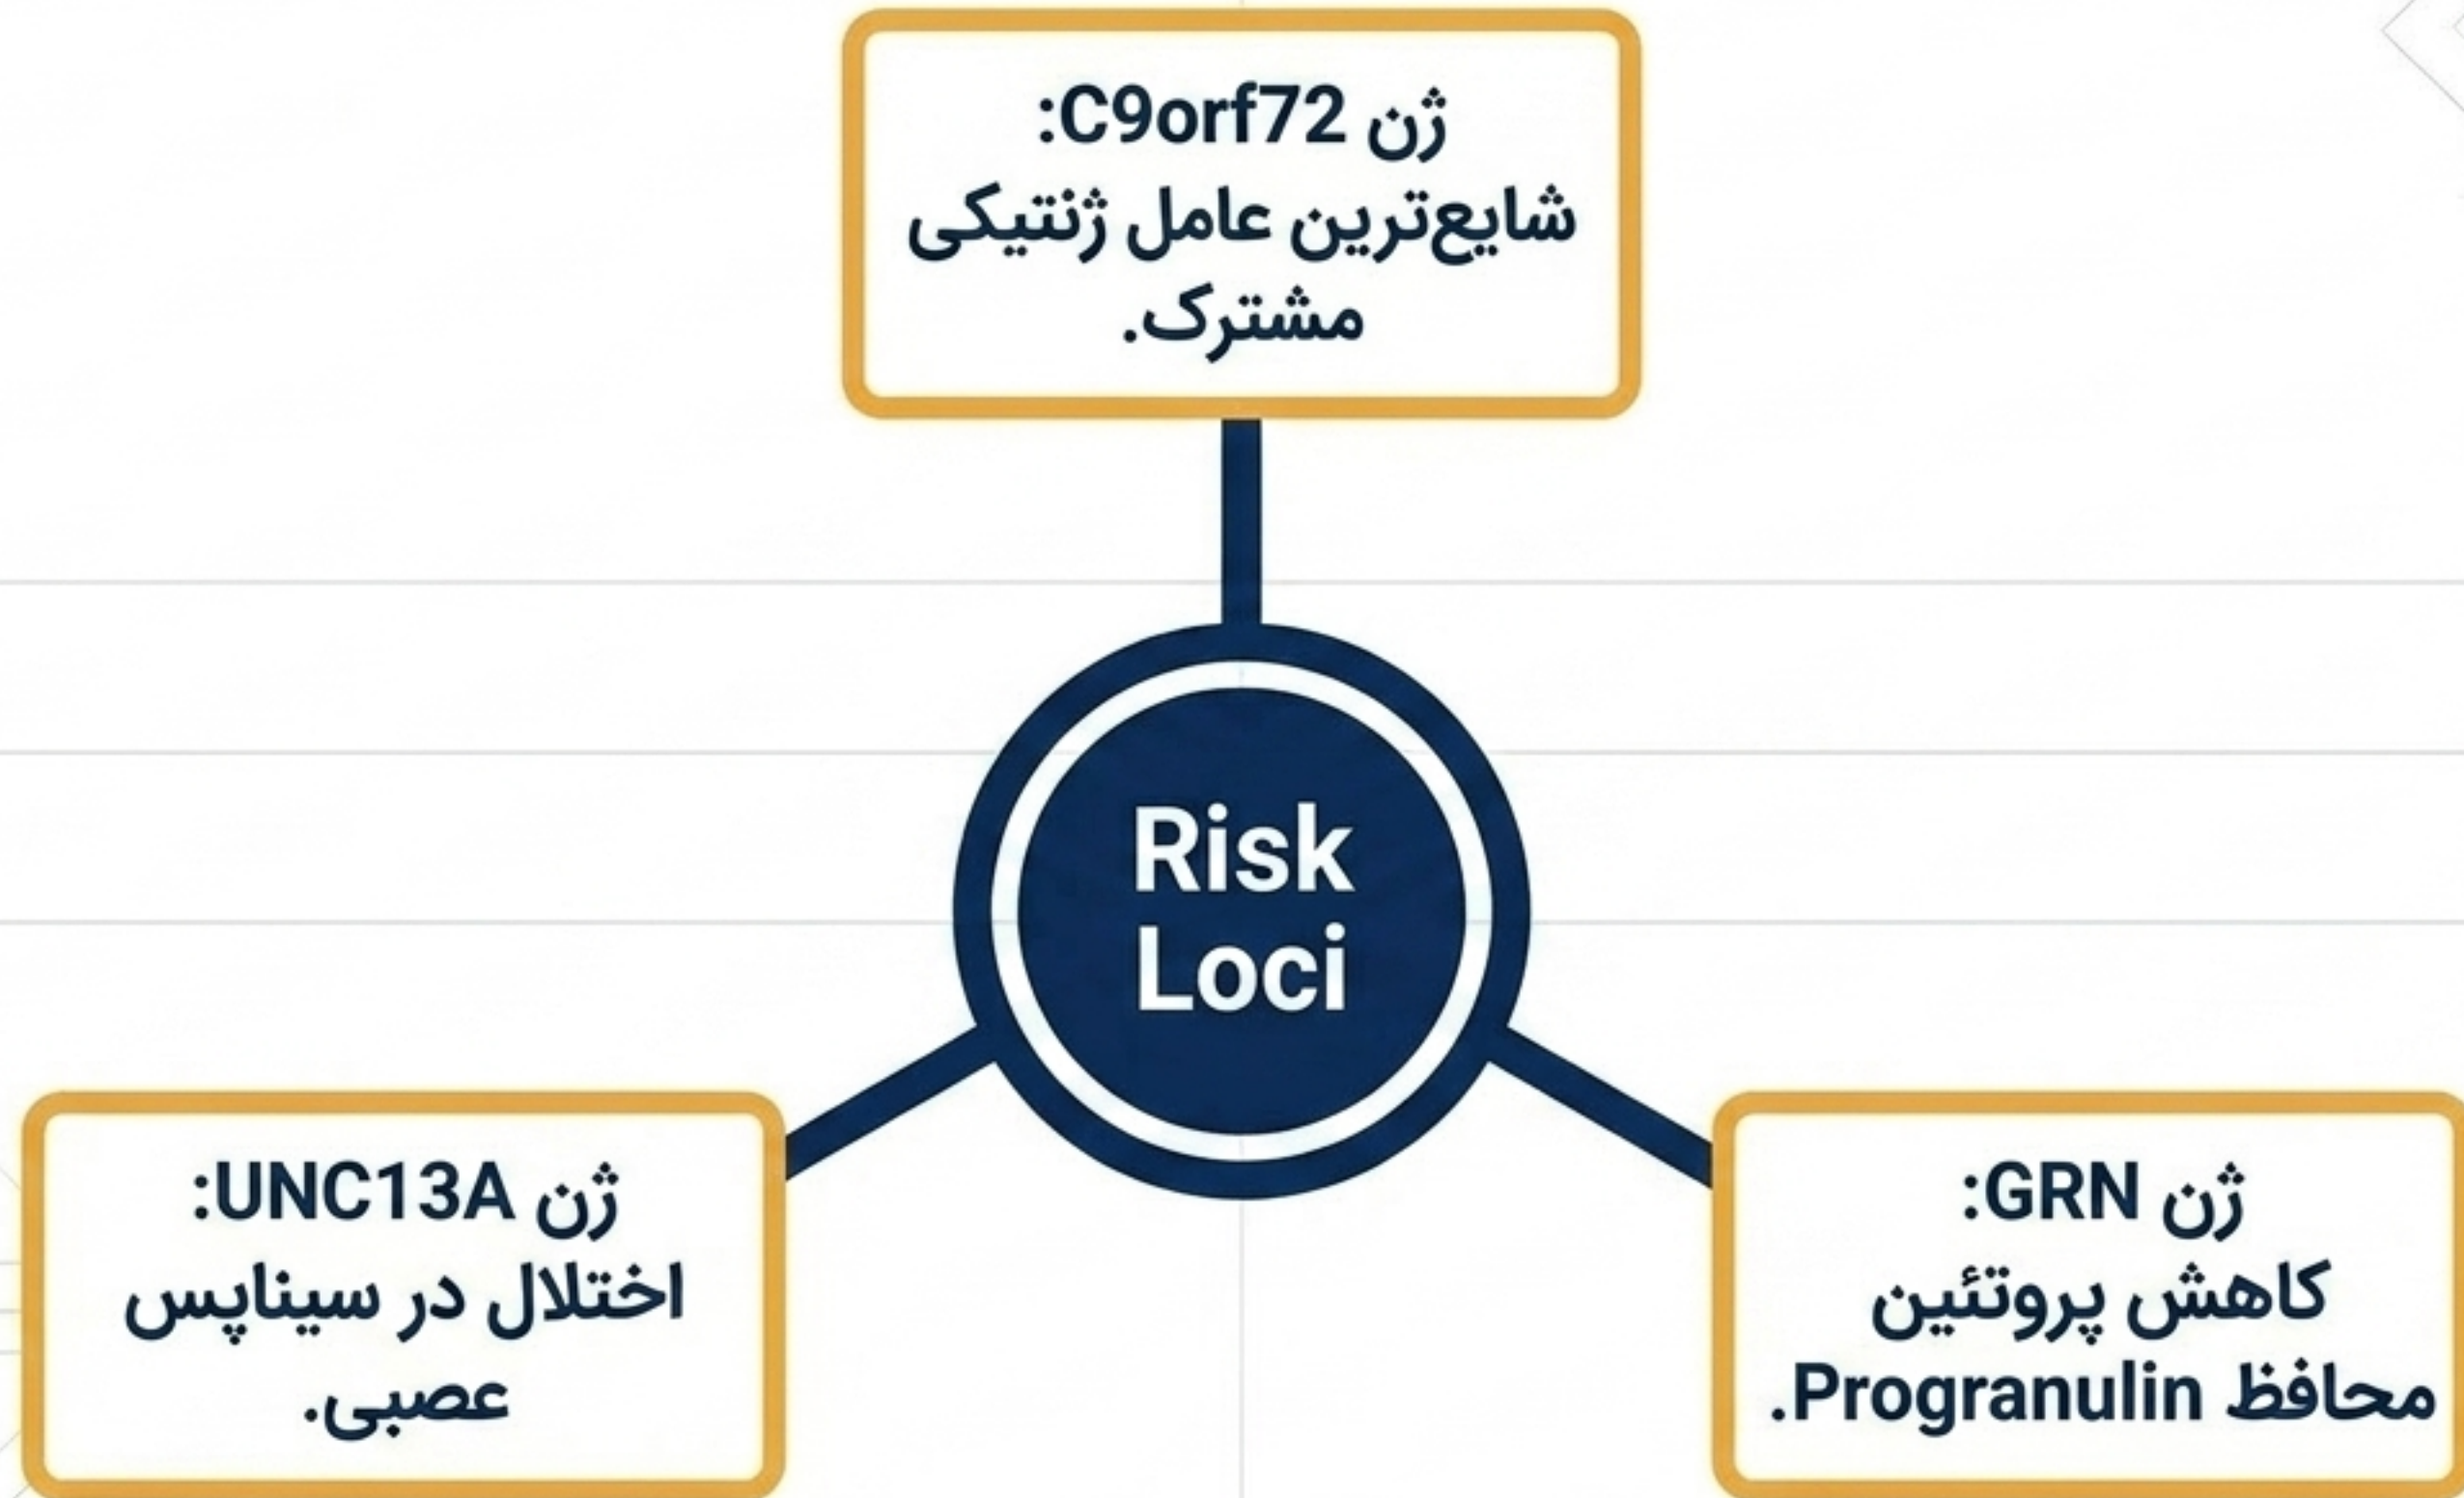 ژن C9orf72:
شایع‌ترین عامل ژنتیکی
مشترک.
Risk
Loci
ژن GRN:
کاهش پروتئین
محافظ Progranulin.
ژن UNC13A:
اختلال در سیناپس
عصبی.